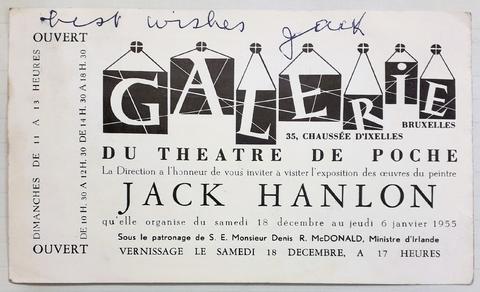 best wishes Jack
OUVERT
DIMANCHES DE 11 A 13 HEURES
DE 10 H. 30 A 12 H. 30 DE 14 H. 30 A 18 H. 30
OUVERT
GALERIE
BRUXELLES
35, CHAUSSÉE D'IXELLES
DU THEATRE DE POCHE
La Direction a l'honneur de vous inviter à visiter l'exposition des œuvres du peintre
JACK HANLON
qu'elle organise du samedi 18 décembre au jeudi 6 janvier 1955
Sous le patronage de S. E. Monsieur Denis R. McDONALD, Ministre d'Irlande
VERNISSAGE LE SAMEDI 18 DECEMBRE, A 17 HEURES